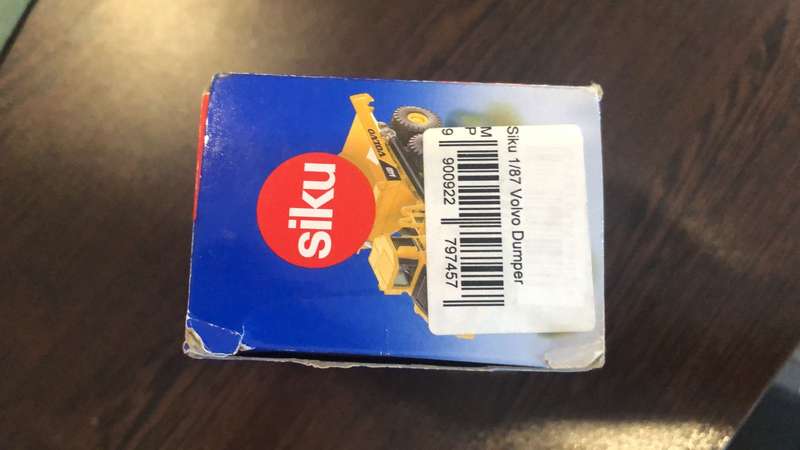 siku
VOLVO
Siku 1/87 Volvo Dumper
M
P
9 900922 797457